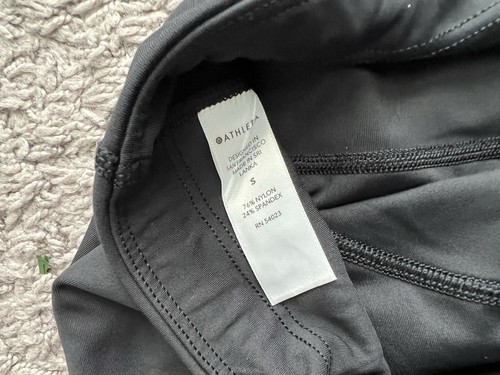 ATHLETA
DESIGNED IN
SAN FRANCISCO
MADE IN SRI
LANKA
S
76% NYLON
24% SPANDEX
RN 54023